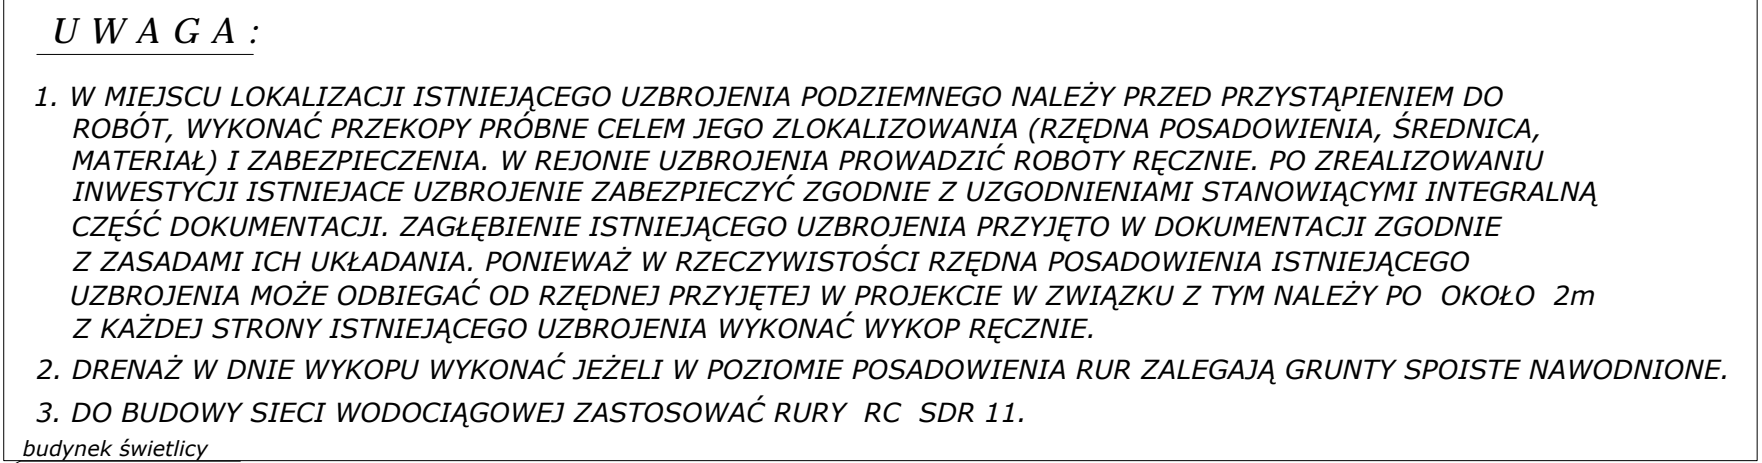 U W A G A :
1. W MIEJSCU LOKALIZACJI ISTNIEJĄCEGO UZBROJENIA PODZIEMNEGO NALEŻY PRZED PRZYSTĄPIENIEM DO
ROBÓT, WYKONAĆ PRZEKOPY PRÓBNE CELEM JEGO ZLOKALIZOWANIA (RZĘDNA POSADOWIENIA, ŚREDNICA,
MATERIAŁ) I ZABEZPIECZENIA. W REJONIE UZBROJENIA PROWADZIĆ ROBOTY RĘCZNIE. PO ZREALIZOWANIU
INWESTYCJI ISTNIEJACE UZBROJENIE ZABEZPIECZYĆ ZGODNIE Z UZGODNIENIAMI STANOWIĄCYMI INTEGRALNĄ
CZĘŚĆ DOKUMENTACJI. ZAGŁĘBIENIE ISTNIEJĄCEGO UZBROJENIA PRZYJĘTO W DOKUMENTACJI ZGODNIE
Z ZASADAMI ICH UKŁADANIA. PONIEWAŻ W RZECZYWISTOŚCI RZĘDNA POSADOWIENIA ISTNIEJĄCEGO
UZBROJENIA MOŻE ODBIEGAĆ OD RZĘDNEJ PRZYJĘTEJ W PROJEKCIE W ZWIĄZKU Z TYM NALEŻY PO OKOŁO 2m
Z KAŻDEJ STRONY ISTNIEJĄCEGO UZBROJENIA WYKONAĆ WYKOP RĘCZNIE.
2. DRENAŻ W DNIE WYKOPU WYKONAĆ JEŻELI W POZIOMIE POSADOWIENIA RUR ZALEGAJĄ GRUNTY SPOISTE NAWODNIONE.
3. DO BUDOWY SIECI WODOCIĄGOWEJ ZASTOSOWAĆ RURY RC SDR 11.
budynek świetlicy